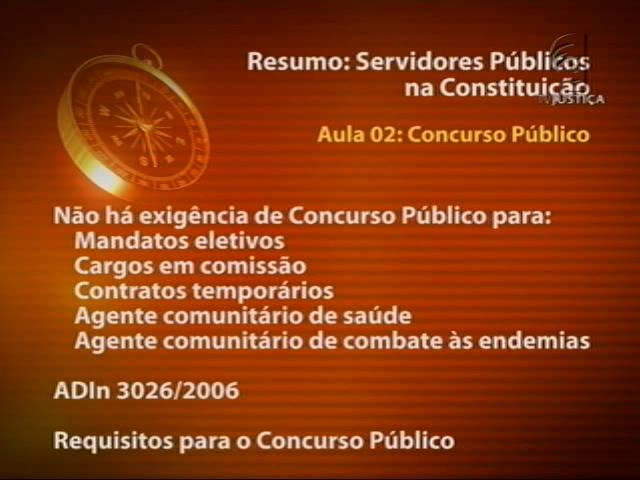 Resumo: Servidores Públicos
na Constituição
TV JUSTIÇA
Aula 02: Concurso Público
Não há exigência de Concurso Público para:
Mandatos eletivos
Cargos em comissão
Contratos temporários
Agente comunitário de saúde
Agente comunitário de combate às endemias
ADIn 3026/2006
Requisitos para o Concurso Público